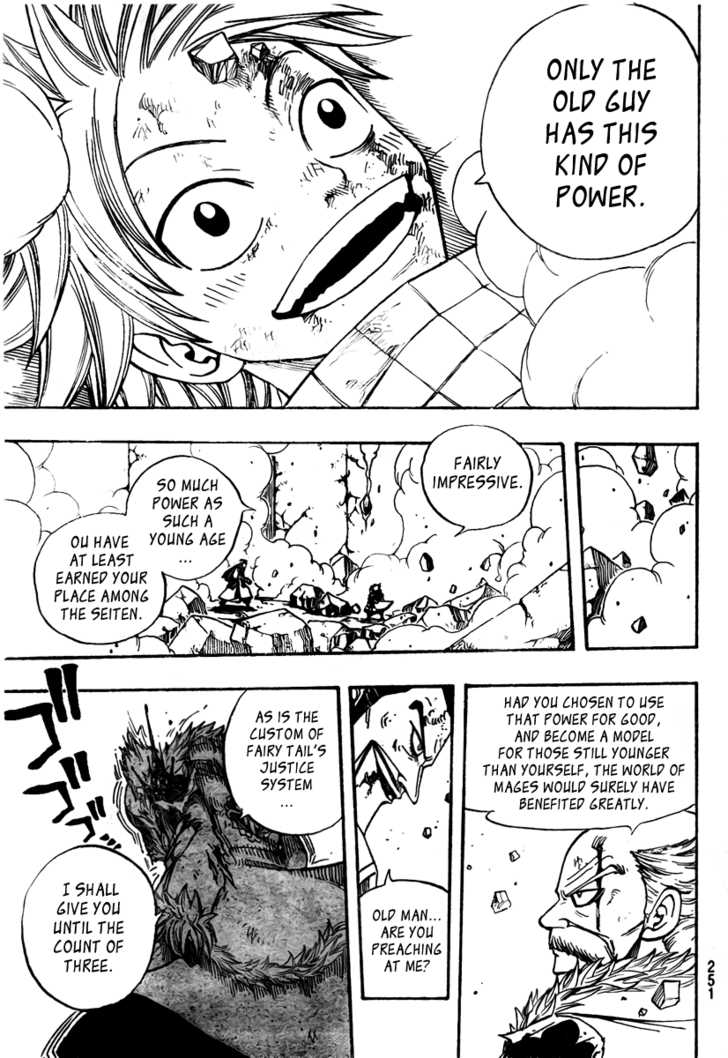 ONLY THE
OLD GUY
HAS THIS
KIND OF
POWER.
FAIRLY
IMPRESSIVE.
SO MUCH
POWER AS
SUCH A
YOUNG AGE
...
OU HAVE
AT LEAST
EARNED YOUR
PLACE AMONG
THE SEITEN.
HAD YOU CHOSEN TO USE
THAT POWER FOR GOOD,
AND BECOME A MODEL
FOR THOSE STILL YOUNGER
THAN YOURSELF, THE WORLD OF
MAGES WOULD SURELY HAVE
BENEFITED GREATLY.
OLD MAN...
ARE YOU
PREACHING
AT ME?
AS IS THE
CUSTOM OF
FAIRY TAIL'S
JUSTICE
SYSTEM
...
I SHALL
GIVE YOU
UNTIL THE
COUNT OF
THREE.
251